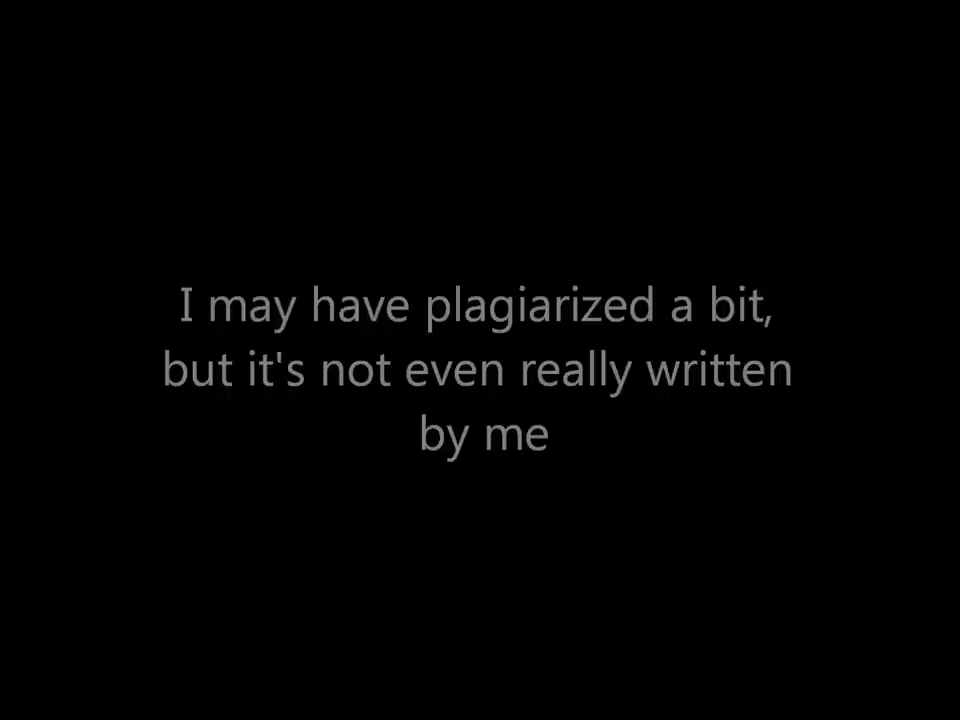 I may have plagiarized a bit,
but it's not even really written
by me